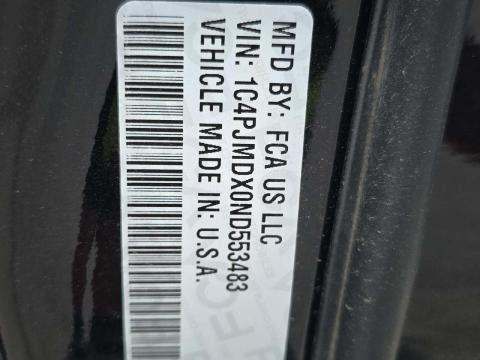 MFD BY: FCA US LLC
VIN: 1C4PJMDX0ND553483
VEHICLE MADE IN: U.S.A.